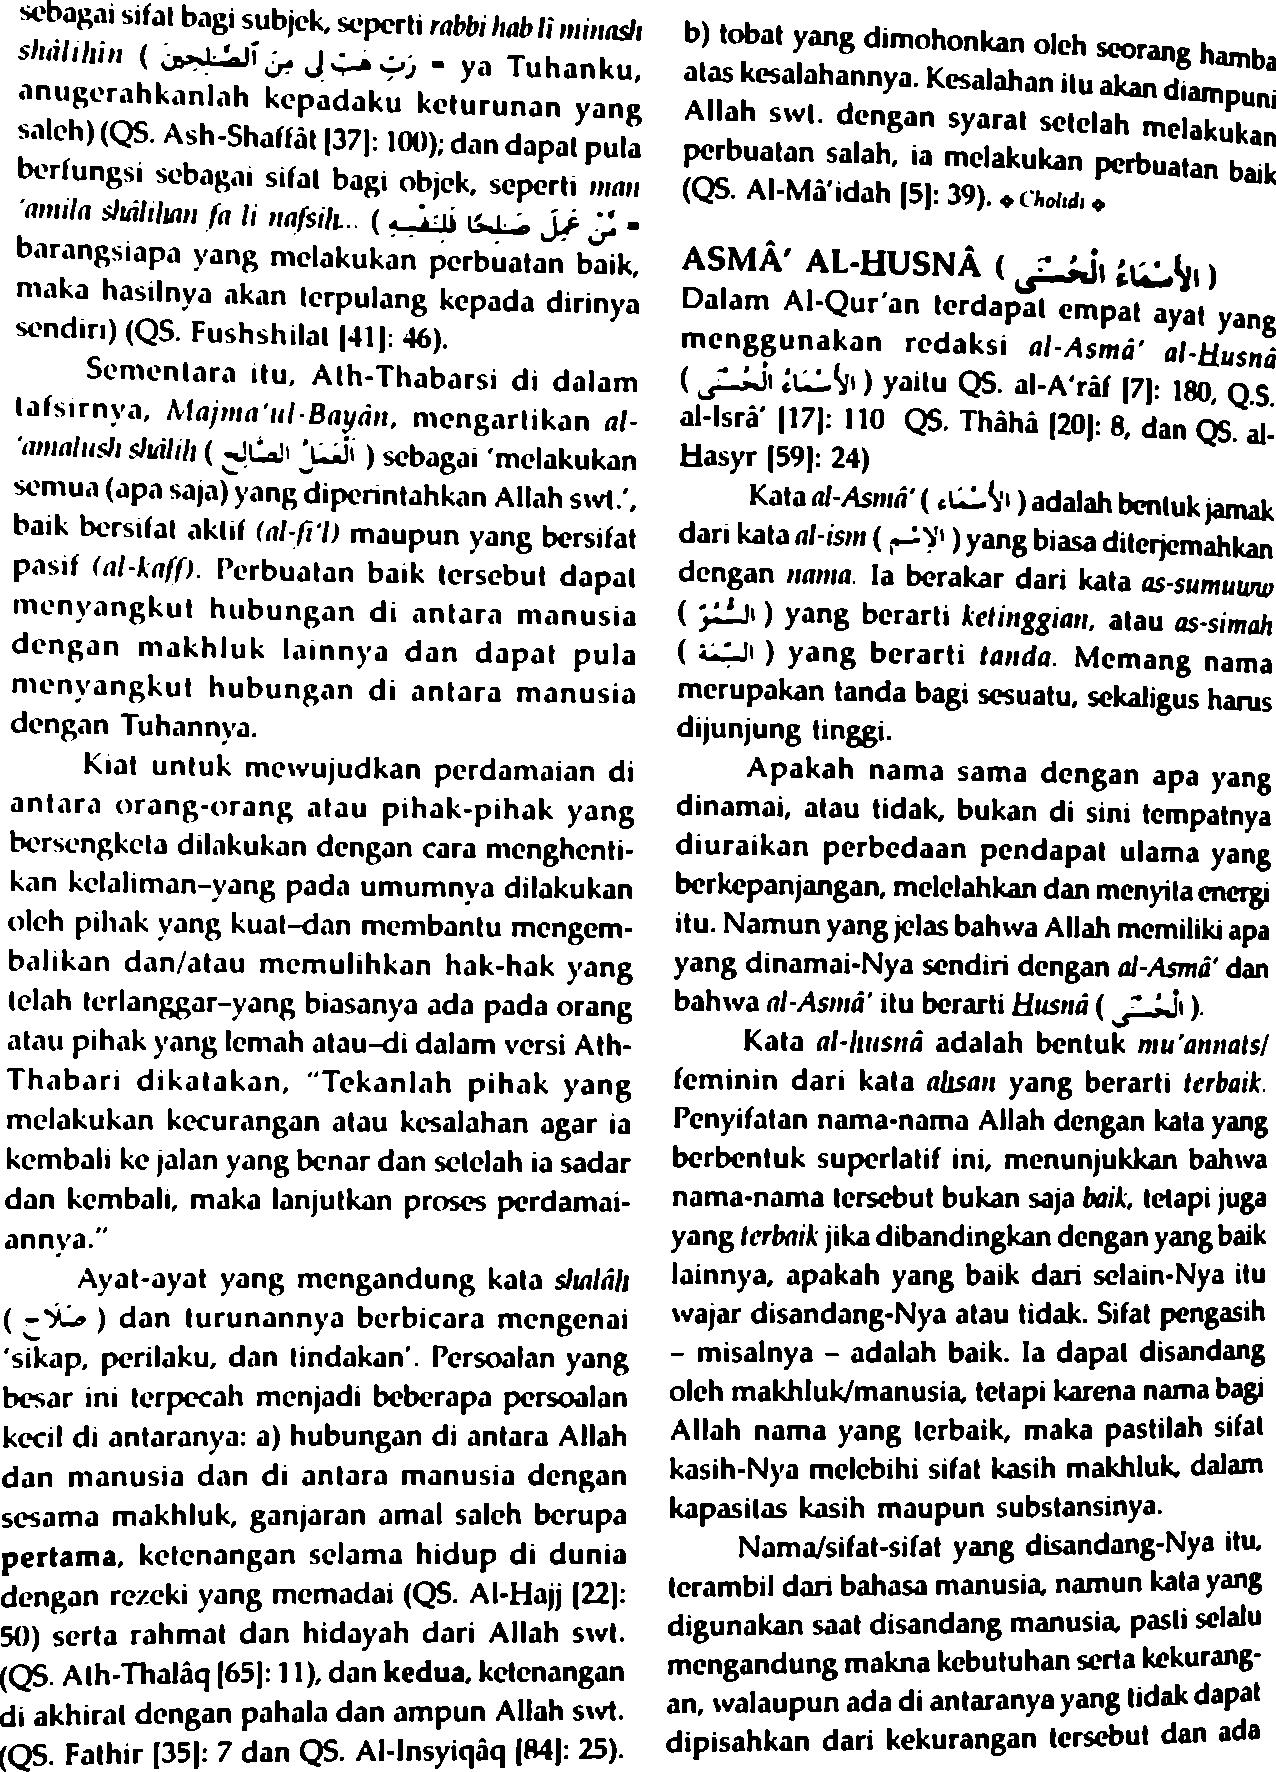 sebagai sifat bagi subjek, seperti rabbi hab lî minash
shâlihîn ( رَبِّ هَبْ لِى مِنَ ٱلصَّٰلِحِينَ = ya Tuhanku,
anugerahkanlah kepadaku keturunan yang
saleh) (QS. Ash-Shaffât [37]: 100); dan dapat pula
berfungsi sebagai sifat bagi objek, seperti man
'amila shâlihan fa li nafsih... ( مَّنْ عَمِلَ صَٰلِحًا فَلِنَفْسِهِ =
barangsiapa yang melakukan perbuatan baik,
maka hasilnya akan terpulang kepada dirinya
sendiri) (QS. Fushshilat [41]: 46).
Sementara itu, Ath-Thabarsi di dalam
tafsirnya, Majma'ul-Bayân, mengartikan al-
'amalush shâlih ( الْعَمَلُ الصَّالِحُ ) sebagai 'melakukan
semua (apa saja) yang diperintahkan Allah swt.',
baik bersifat aktif (al-fi'l) maupun yang bersifat
pasif (al-kaff). Perbuatan baik tersebut dapat
menyangkut hubungan di antara manusia
dengan makhluk lainnya dan dapat pula
menyangkut hubungan di antara manusia
dengan Tuhannya.
Kiat untuk mewujudkan perdamaian di
antara orang-orang atau pihak-pihak yang
bersengketa dilakukan dengan cara menghenti-
kan kelaliman–yang pada umumnya dilakukan
oleh pihak yang kuat–dan membantu mengem-
balikan dan/atau memulihkan hak-hak yang
telah terlanggar–yang biasanya ada pada orang
atau pihak yang lemah atau–di dalam versi Ath-
Thabari dikatakan, "Tekanlah pihak yang
melakukan kecurangan atau kesalahan agar ia
kembali ke jalan yang benar dan setelah ia sadar
dan kembali, maka lanjutkan proses perdamai-
annya."
Ayat-ayat yang mengandung kata shalâh
( صَلَاح ) dan turunannya berbicara mengenai
'sikap, perilaku, dan tindakan'. Persoalan yang
besar ini terpecah menjadi beberapa persoalan
kecil di antaranya: a) hubungan di antara Allah
dan manusia dan di antara manusia dengan
sesama makhluk, ganjaran amal saleh berupa
pertama, ketenangan selama hidup di dunia
dengan rezeki yang memadai (QS. Al-Hajj [22]:
50) serta rahmat dan hidayah dari Allah swt.
(QS. Ath-Thalâq [65]: 11), dan kedua, ketenangan
di akhirat dengan pahala dan ampun Allah swt.
(QS. Fathir [35]: 7 dan QS. Al-Insyiqâq [84]: 25).
b) tobat yang dimohonkan oleh seorang hamba
atas kesalahannya. Kesalahan itu akan diampuni
Allah swt. dengan syarat setelah melakukan
perbuatan salah, ia melakukan perbuatan baik
(QS. Al-Mâ'idah [5]: 39). ◆ Cholidi ◆
ASMÂ' AL-HUSNÂ ( الْأَسْمَاءُ الْحُسْنَى )
Dalam Al-Qur'an terdapat empat ayat yang
menggunakan redaksi al-Asmâ' al-Husnâ
( الْأَسْمَاءُ الْحُسْنَى ) yaitu QS. al-A'râf [7]: 180, Q.S.
al-Isrâ' [17]: 110 QS. Thâhâ [20]: 8, dan QS. al-
Hasyr [59]: 24)
Kata al-Asmâ' ( الْأَسْمَاء ) adalah bentuk jamak
dari kata al-ism ( الْاِسْم ) yang biasa diterjemahkan
dengan nama. Ia berakar dari kata as-sumuww
( السُّمُوّ ) yang berarti ketinggian, atau as-simah
( السِّمَة ) yang berarti tanda. Memang nama
merupakan tanda bagi sesuatu, sekaligus harus
dijunjung tinggi.
Apakah nama sama dengan apa yang
dinamai, atau tidak, bukan di sini tempatnya
diuraikan perbedaan pendapat ulama yang
berkepanjangan, melelahkan dan menyita energi
itu. Namun yang jelas bahwa Allah memiliki apa
yang dinamai-Nya sendiri dengan al-Asmâ' dan
bahwa al-Asmâ' itu berarti Husnâ ( الْحُسْنَى ).
Kata al-husnâ adalah bentuk mu'annats/
feminin dari kata ahsan yang berarti terbaik.
Penyifatan nama-nama Allah dengan kata yang
berbentuk superlatif ini, menunjukkan bahwa
nama-nama tersebut bukan saja baik, tetapi juga
yang terbaik jika dibandingkan dengan yang baik
lainnya, apakah yang baik dari selain-Nya itu
wajar disandang-Nya atau tidak. Sifat pengasih
– misalnya – adalah baik. Ia dapat disandang
oleh makhluk/manusia, tetapi karena nama bagi
Allah nama yang terbaik, maka pastilah sifat
kasih-Nya melebihi sifat kasih makhluk, dalam
kapasitas kasih maupun substansinya.
Nama/sifat-sifat yang disandang-Nya itu,
terambil dari bahasa manusia, namun kata yang
digunakan saat disandang manusia, pasti selalu
mengandung makna kebutuhan serta kekurang-
an, walaupun ada di antaranya yang tidak dapat
dipisahkan dari kekurangan tersebut dan ada